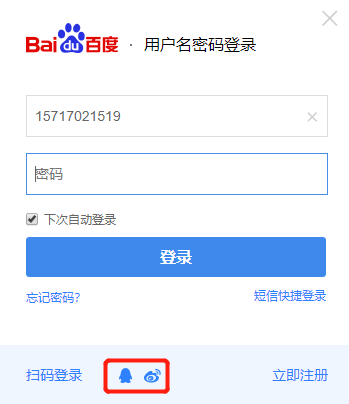 Bai du 百度 · 用户名密码登录
15717021519
密码
下次自动登录
登录
忘记密码? 短信快捷登录
扫码登录 立即注册